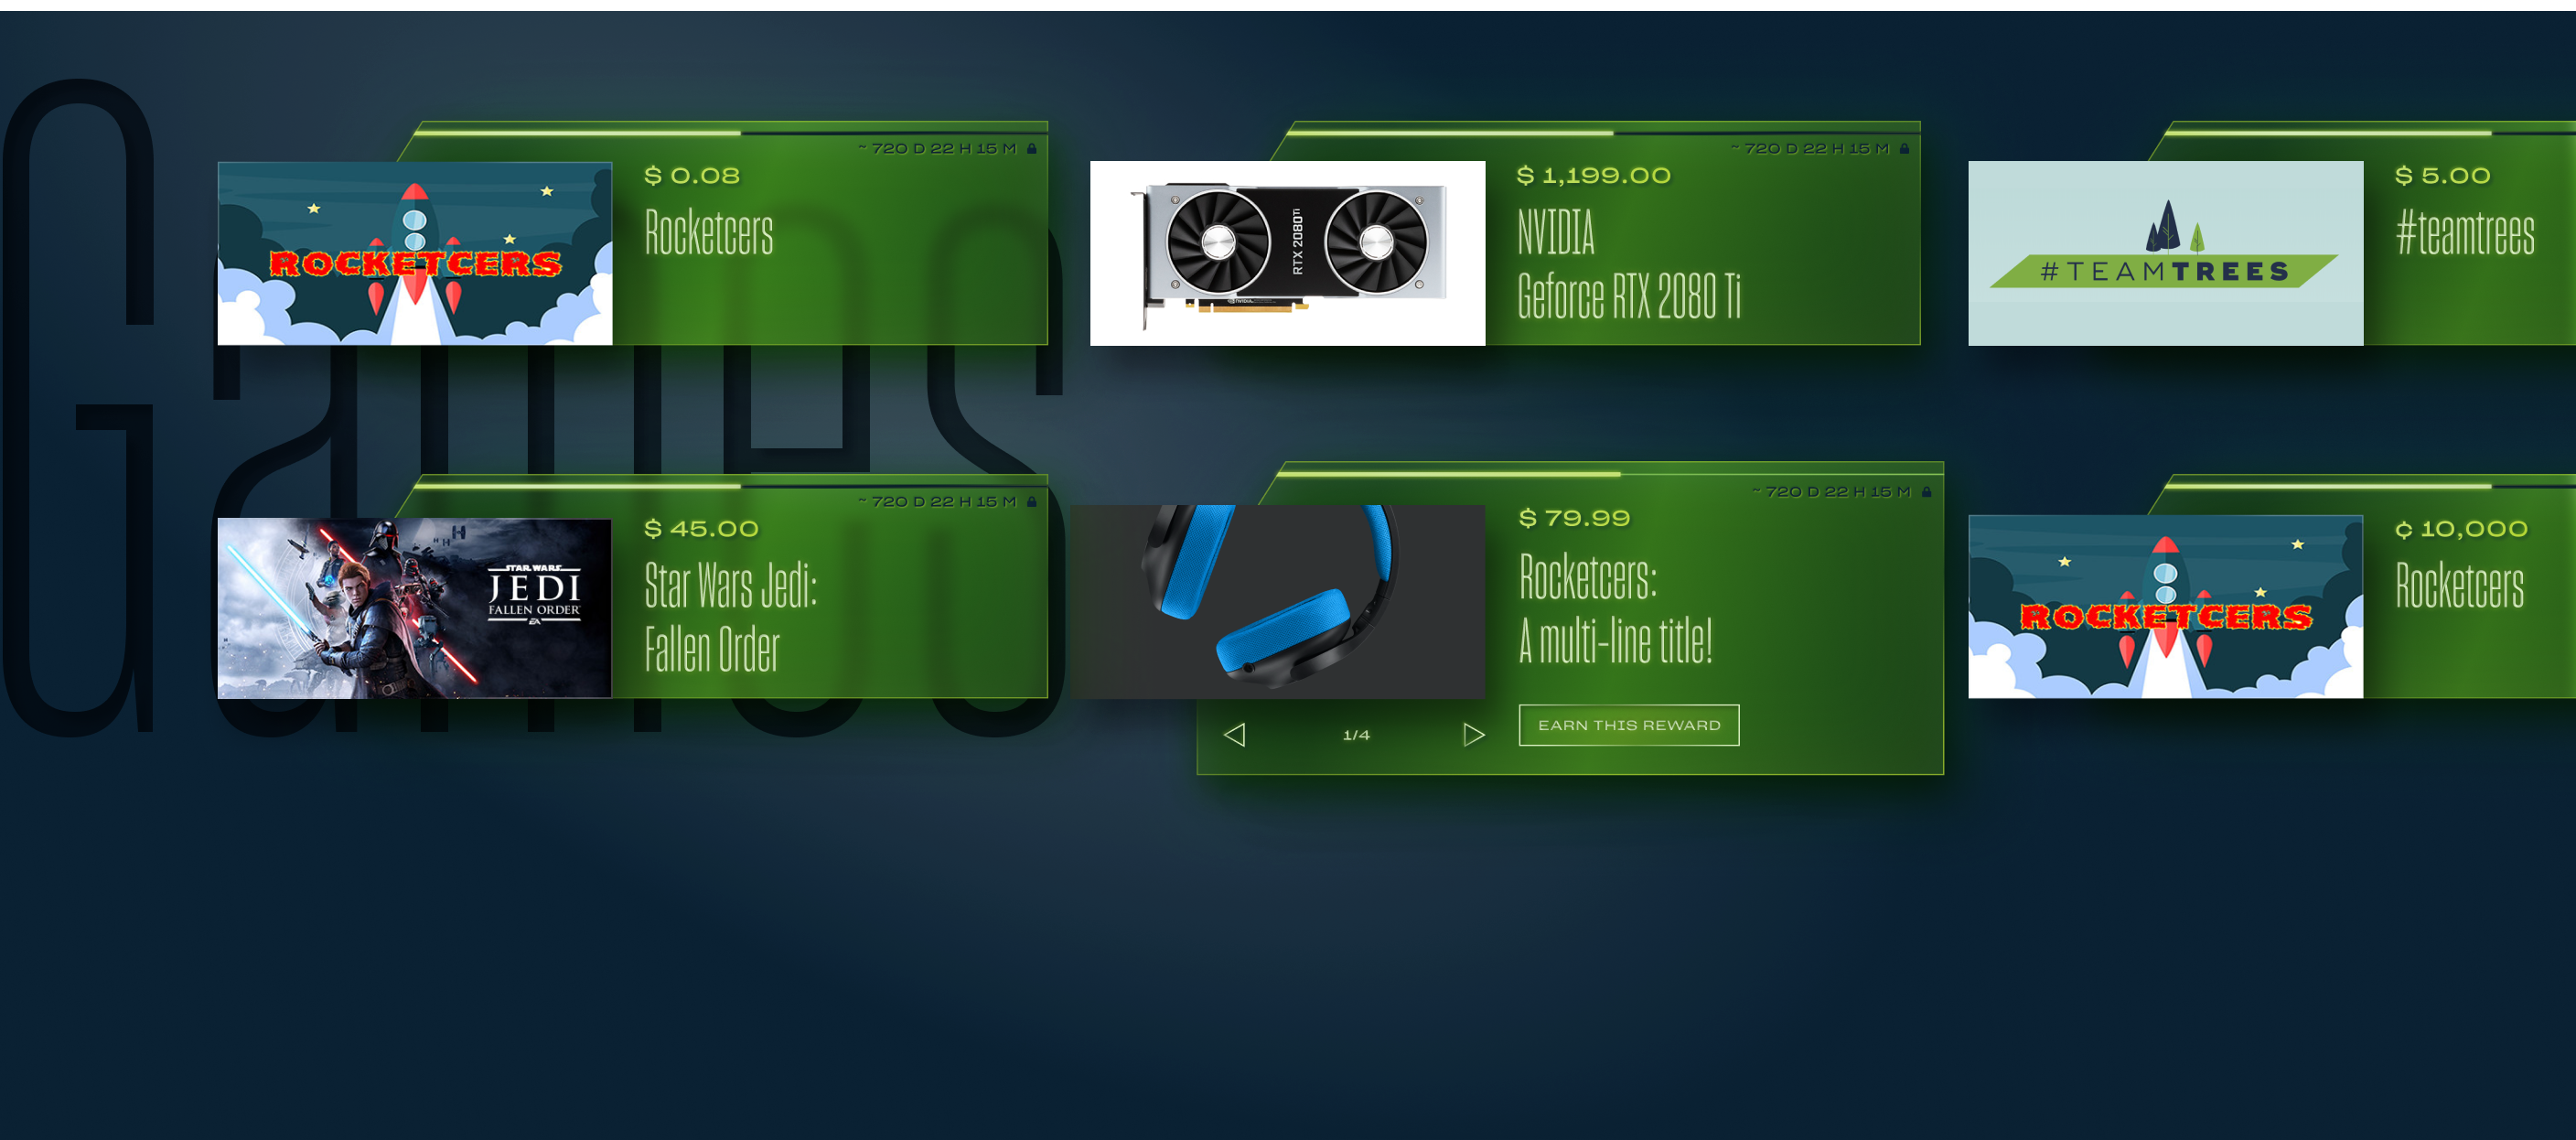 Games
~ 720 D 22 H 15 M
$ 0.08
Rocketcers
ROCKETCERS
~ 720 D 22 H 15 M
$ 1,199.00
NVIDIA
Geforce RTX 2080 Ti
RTX 2080 Ti
NVIDIA
$ 5.00
#teamtrees
#TEAMTREES
~ 720 D 22 H 15 M
$ 45.00
Star Wars Jedi:
Fallen Order
STAR WARS
JEDI
FALLEN ORDER
EA
~ 720 D 22 H 15 M
$ 79.99
Rocketcers:
A multi-line title!
EARN THIS REWARD
1/4
¢ 10,000
Rocketcers
ROCKETCERS